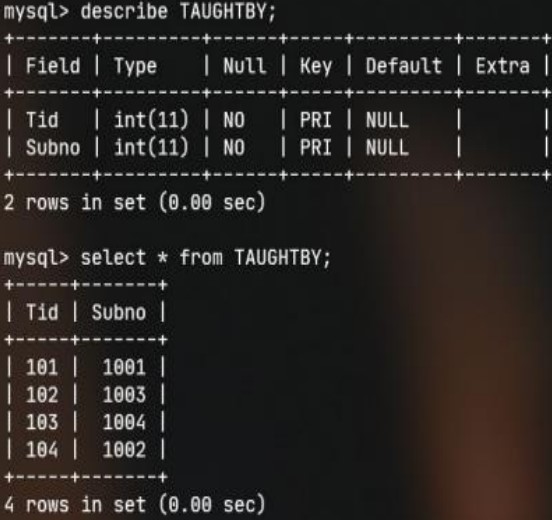 mysql> describe TAUGHTBY;
+-------+---------+------+-----+---------+-------+
| Field | Type    | Null | Key | Default | Extra |
+-------+---------+------+-----+---------+-------+
| Tid   | int(11) | NO   | PRI | NULL    |       |
| Subno | int(11) | NO   | PRI | NULL    |       |
+-------+---------+------+-----+---------+-------+
2 rows in set (0.00 sec)

mysql> select * from TAUGHTBY;
+-----+-------+
| Tid | Subno |
+-----+-------+
| 101 |  1001 |
| 102 |  1003 |
| 103 |  1004 |
| 104 |  1002 |
+-----+-------+
4 rows in set (0.00 sec)